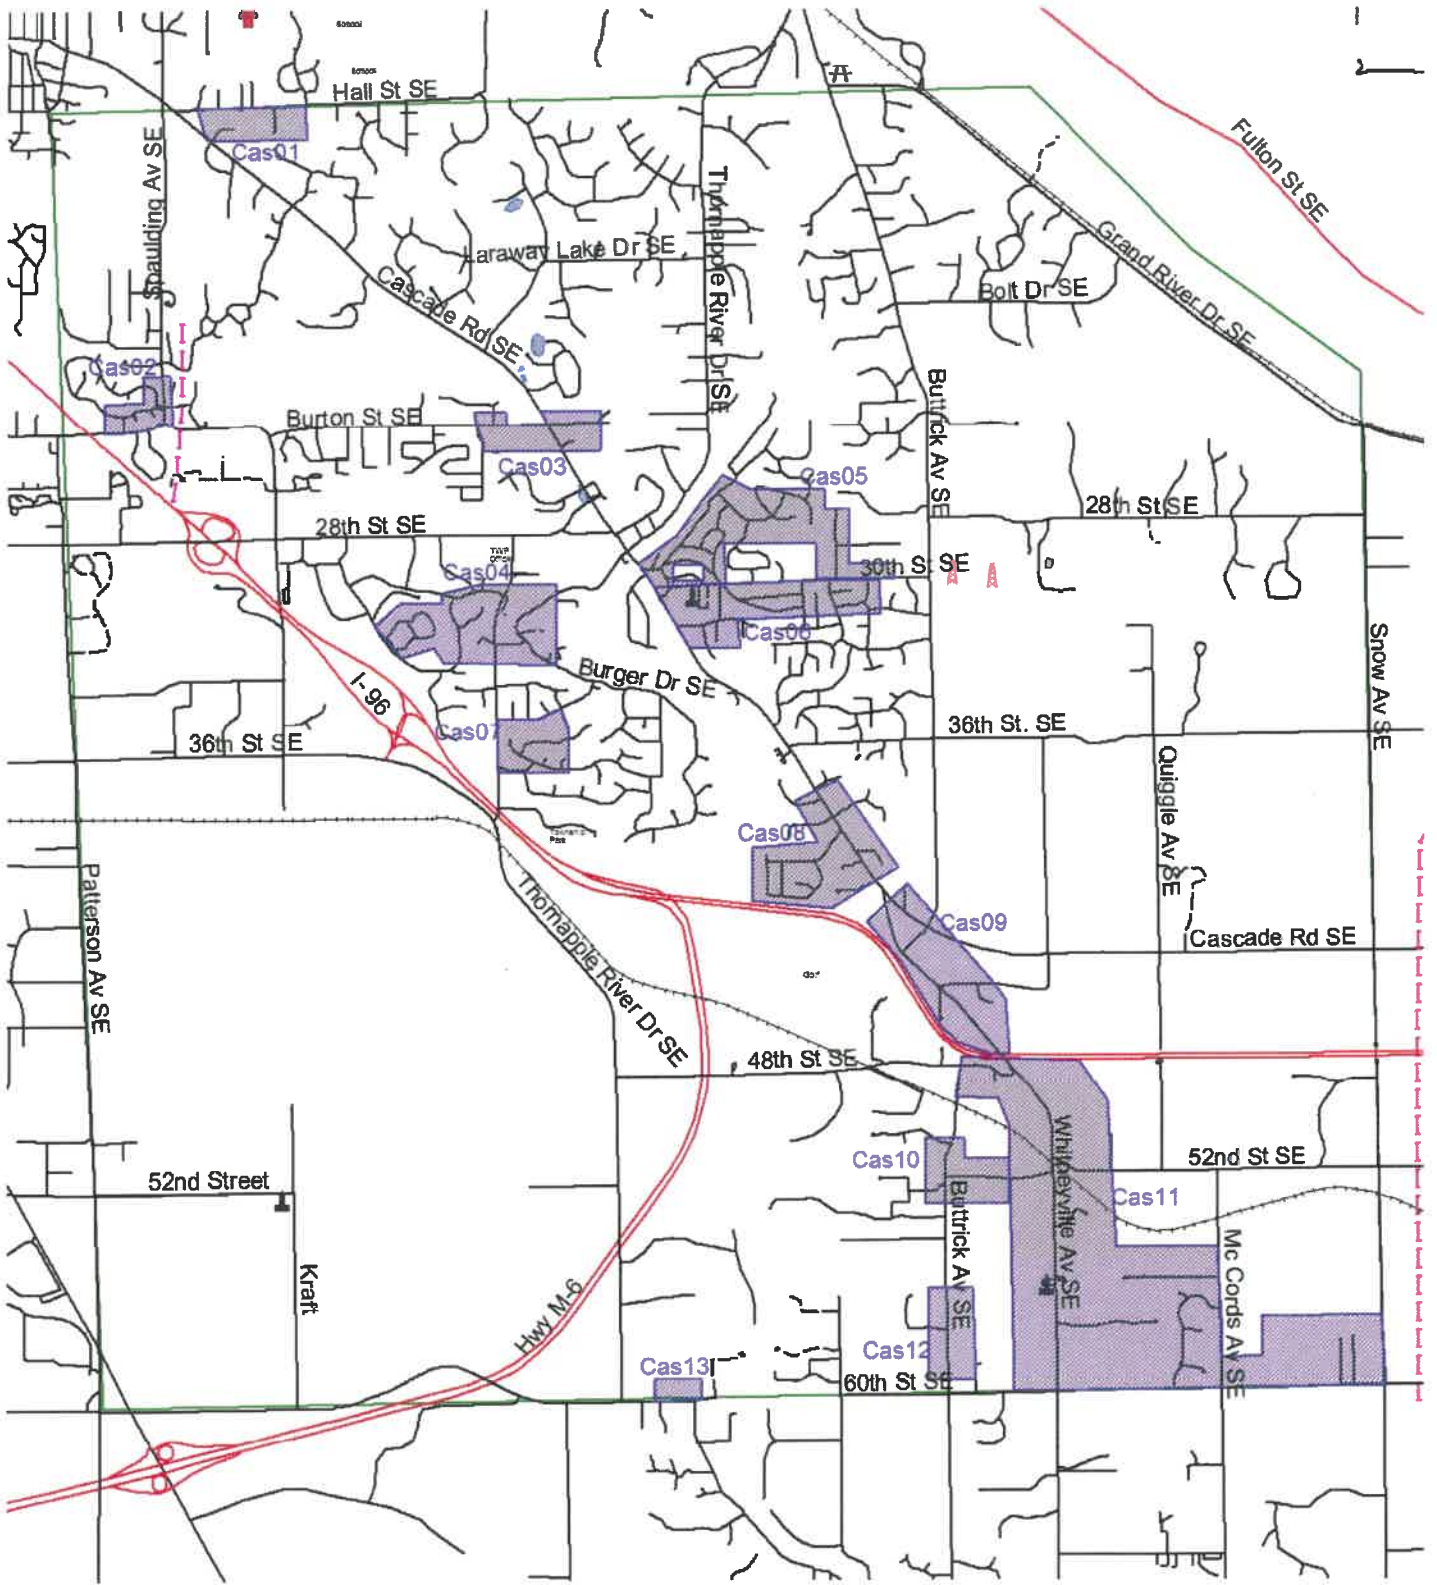 School
School
Hall St SE
Cas01
Fulton St SE
Spaulding Av SE
Thornapple River Dr SE
Grand River Dr SE
Laraway Lake Dr SE
Cascade Rd SE
Bolt Dr SE
Cas02
Buttrick Av SE
Burton St SE
Cas03
Cas05
28th St SE
28th St SE
30th St SE
Cas04
Cas06
Snow Av SE
Burger Dr SE
I-96
Cas07
36th St SE
36th St. SE
Quiggle Av SE
Cas08
Patterson Av SE
Thornapple River Dr SE
Cas09
Cascade Rd SE
Golf
48th St SE
Whitneyville Av SE
52nd St SE
Cas10
52nd Street
Buttrick Av SE
Cas11
Mc Cords Av SE
Kraft
Hwy M-6
Cas12
Cas13
60th St SE